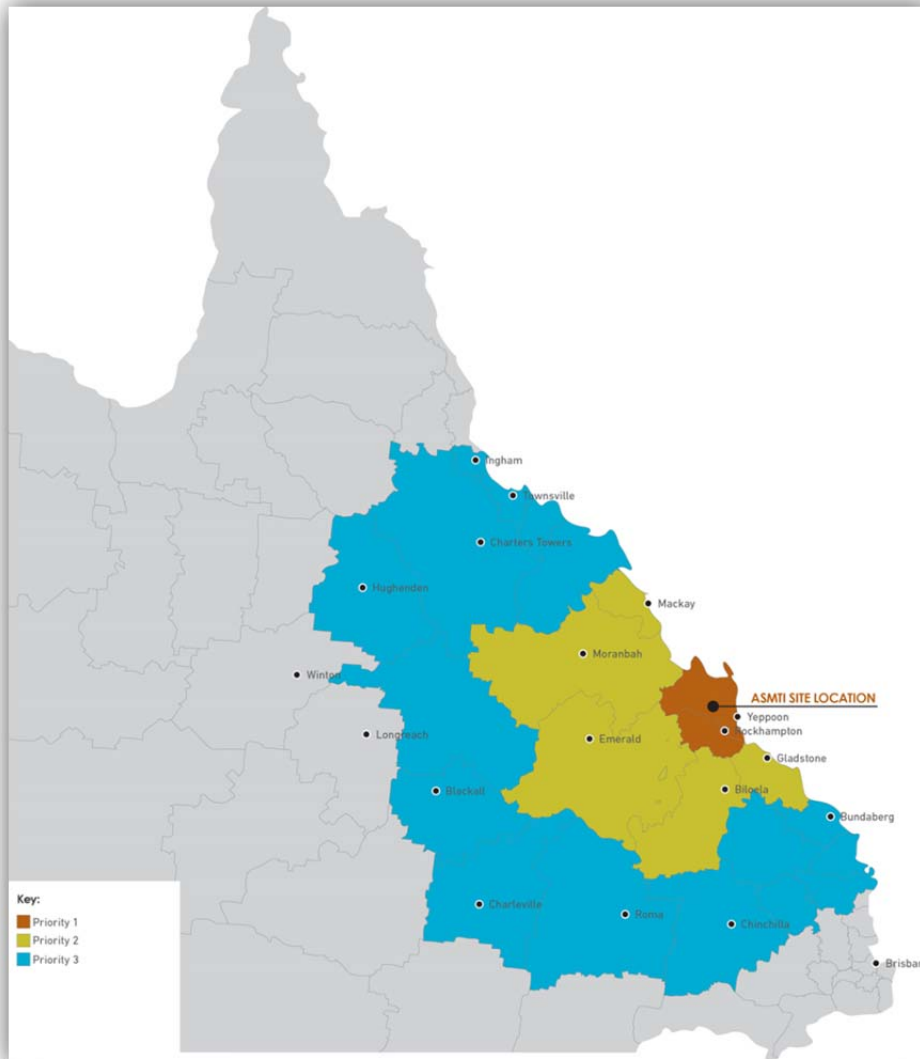 Ingham
Townsville
Charters Towers
Hughenden
Mackay
Moranbah
Winton
ASMTI SITE LOCATION
Yeppoon
Rockhampton
Longreach
Emerald
Gladstone
Blackall
Biloela
Bundaberg
Key:
Priority 1
Priority 2
Priority 3
Charleville
Roma
Chinchilla
Brisban